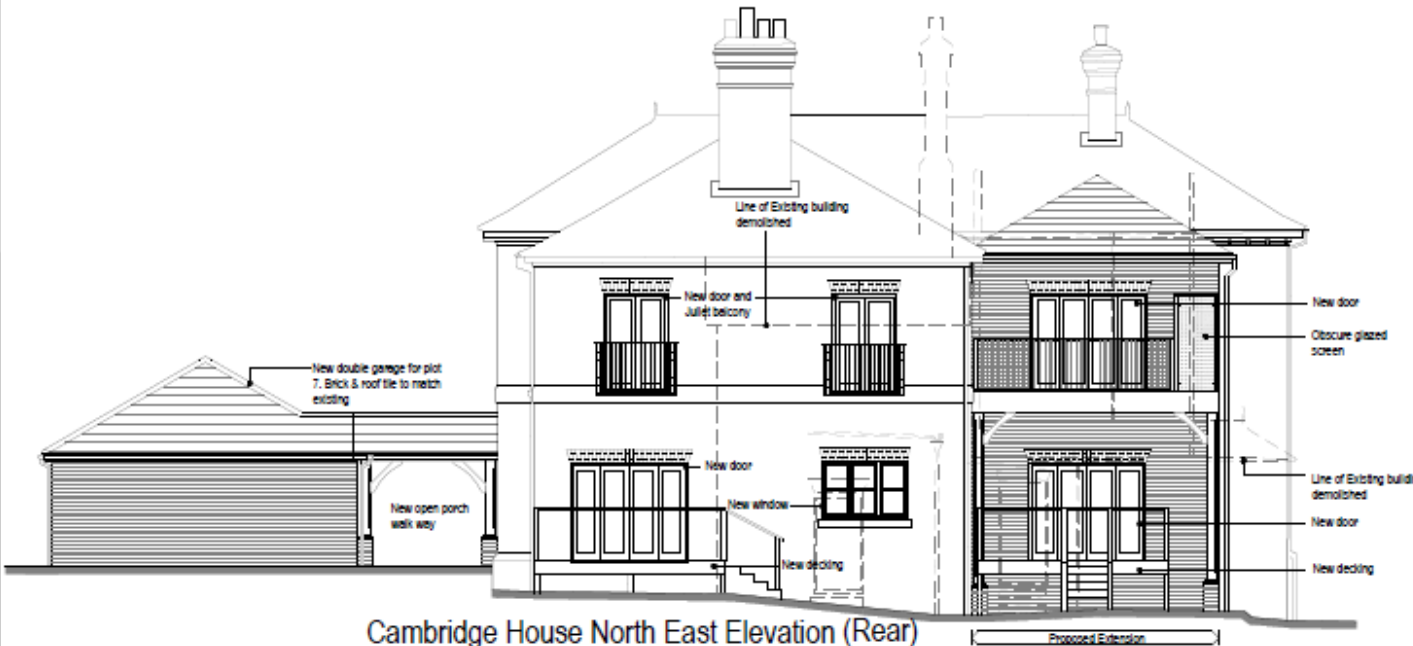 Line of Existing building
demolished
New door and
Juliet balcony
New door
Obscure glazed
screen
New double garage for plot
7. Brick & roof tile to match
existing
New door
Line of Existing buildi
demolished
New window
New open porch
walk way
New door
New decking
New decking
Cambridge House North East Elevation (Rear)
Proposed Extension